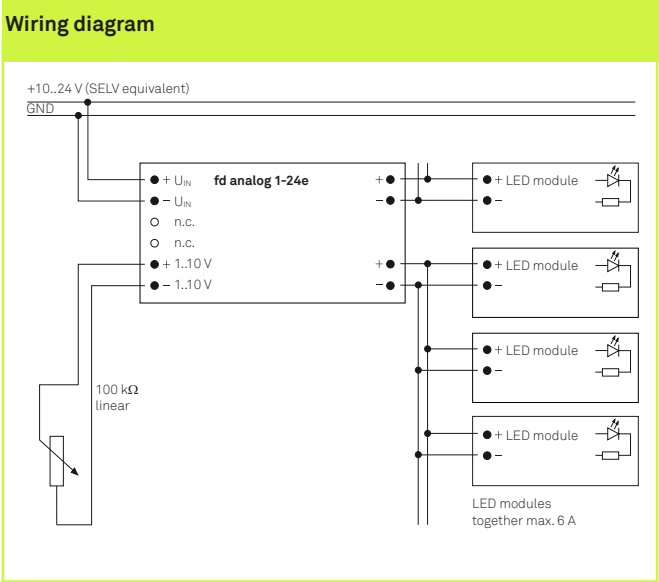 Wiring diagram
+10..24 V (SELV equivalent)
GND
+ UIN fd analog 1-24e +
− UIN −
n.c.
n.c.
+ 1..10 V +
− 1..10 V −
+ LED module
−
+ LED module
−
+ LED module
−
+ LED module
−
100 kΩ
linear
LED modules
together max. 6 A